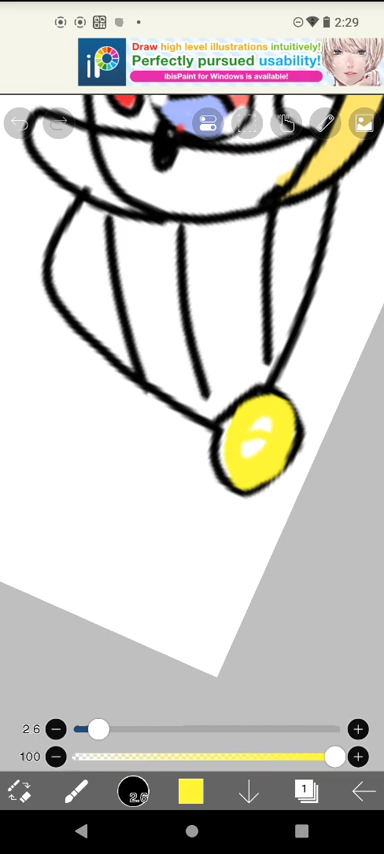 2:29
Draw high level illustrations intuitively!
Perfectly pursued usability!
ibisPaint for Windows is available!
2.6
100
2.6
1